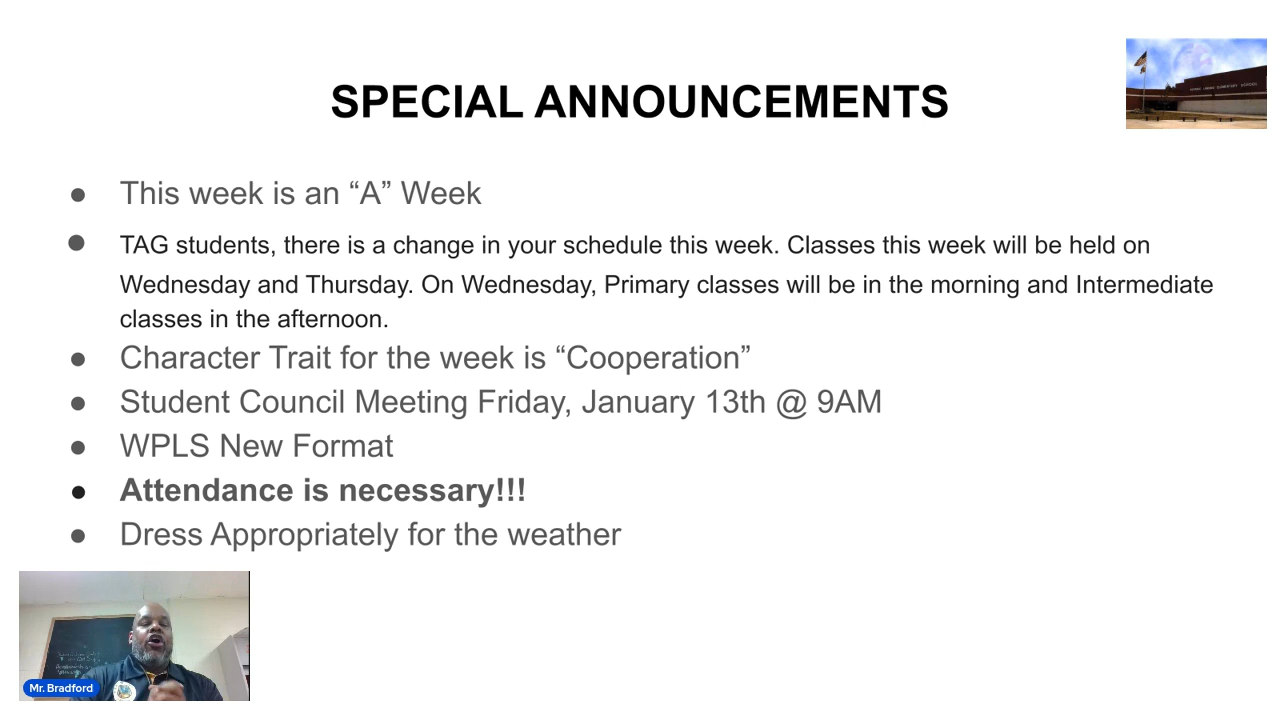 SPECIAL ANNOUNCEMENTS
This week is an “A” Week
TAG students, there is a change in your schedule this week. Classes this week will be held on
Wednesday and Thursday. On Wednesday, Primary classes will be in the morning and Intermediate
classes in the afternoon.
Character Trait for the week is “Cooperation”
Student Council Meeting Friday, January 13th @ 9AM
WPLS New Format
Attendance is necessary!!!
Dress Appropriately for the weather
Mr. Bradford